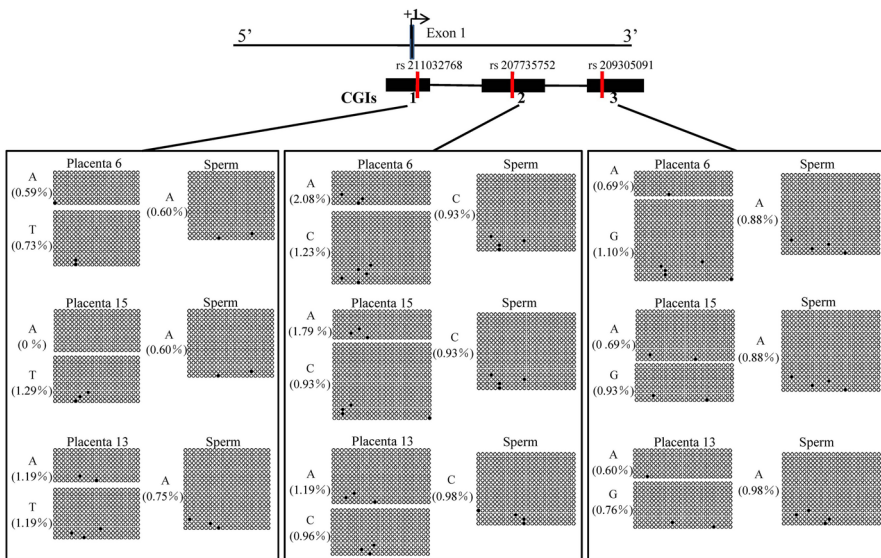 +1
5’ Exon 1 3’
rs 211032768 rs 207735752 rs 209305091
CGIs 1 2 3
Placenta 6 Sperm
A
(0.59%)
A
(0.60%)
T
(0.73%)
Placenta 15 Sperm
A
(0 %)
A
(0.60%)
T
(1.29%)
Placenta 13 Sperm
A
(1.19%)
A
(0.75%)
T
(1.19%)
Placenta 6 Sperm
A
(2.08%)
C
(0.93%)
C
(1.23%)
Placenta 15 Sperm
A
(1.79 %)
C
(0.93%)
C
(0.93%)
Placenta 13 Sperm
A
(1.19%)
C
(0.98%)
C
(0.96%)
Placenta 6 Sperm
A
(0.69%)
A
(0.88%)
G
(1.10%)
Placenta 15 Sperm
A
(0 .69%)
A
(0.88%)
G
(0.93%)
Placenta 13 Sperm
A
(0.60%)
A
(0.98%)
G
(0.76%)